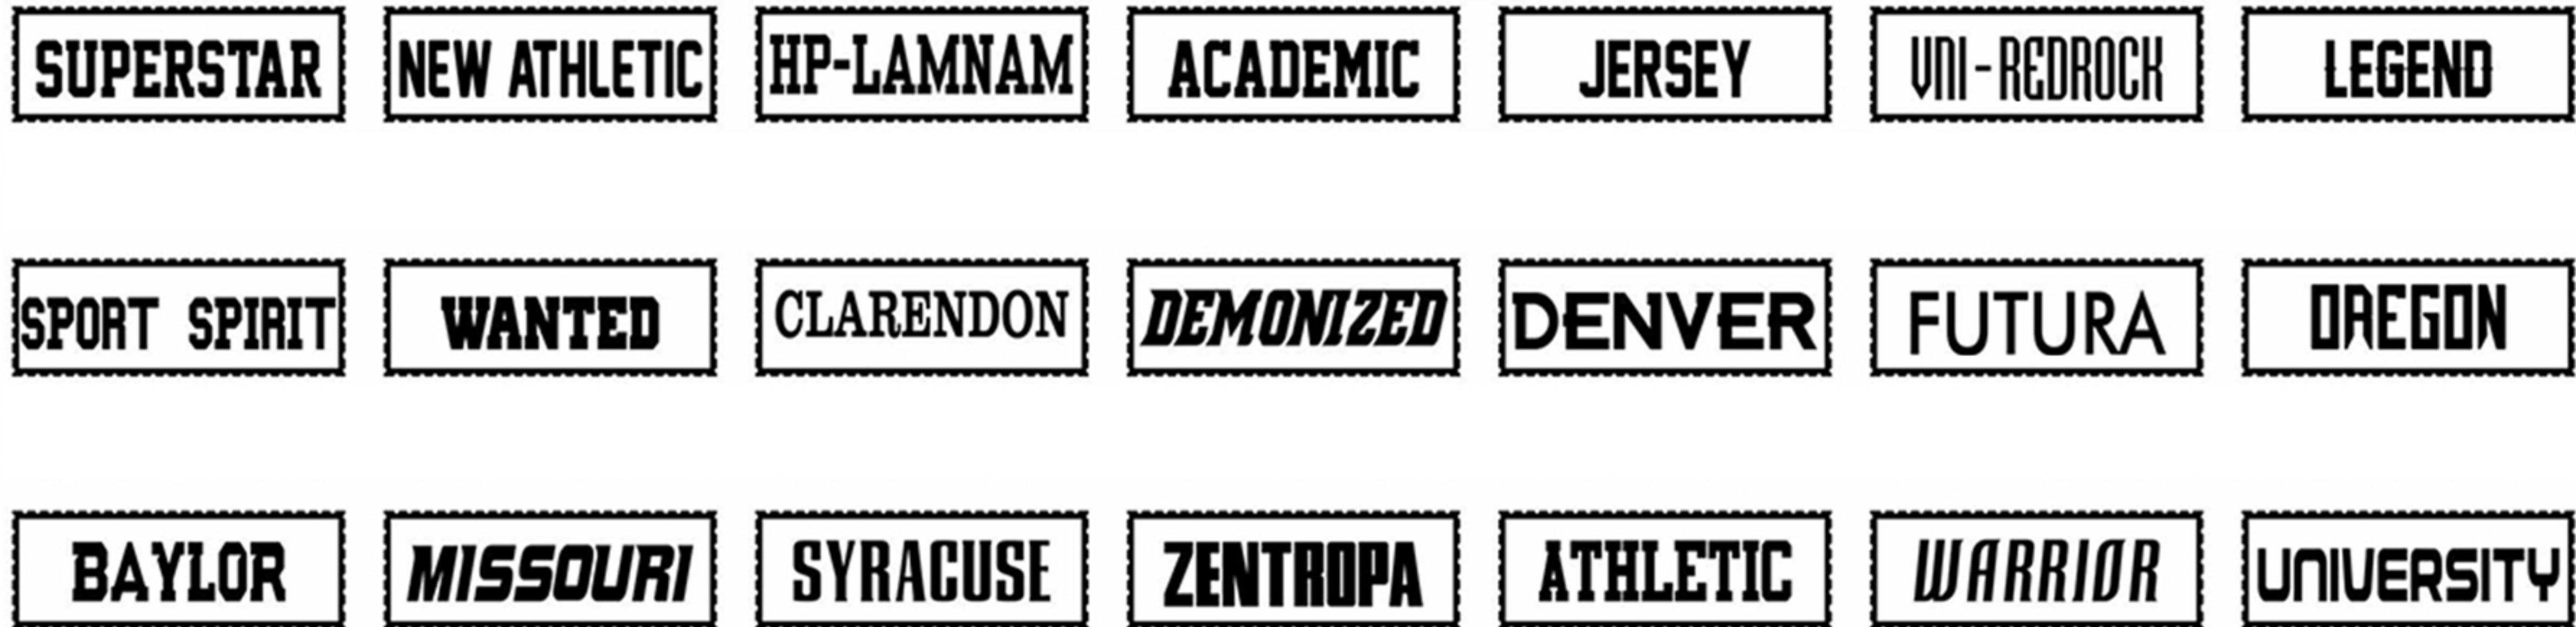 SUPERSTAR
NEW ATHLETIC
HP-LAMNAM
ACADEMIC
JERSEY
VNI-REDROCK
LEGEND
SPORT SPIRIT
WANTED
CLARENDON
DEMONIZED
DENVER
FUTURA
OREGON
BAYLOR
MISSOURI
SYRACUSE
ZENTROPA
ATHLETIC
WARRIOR
UNIVERSITY